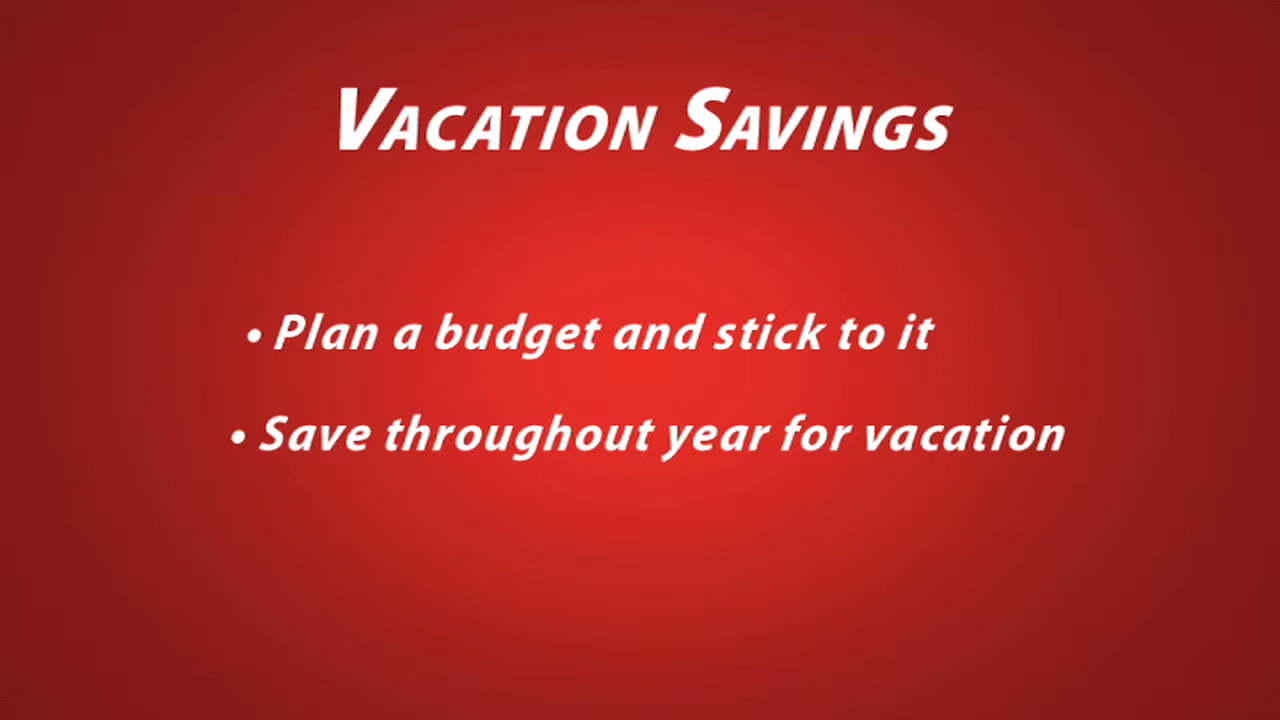 Vacation Savings
• Plan a budget and stick to it
• Save throughout year for vacation